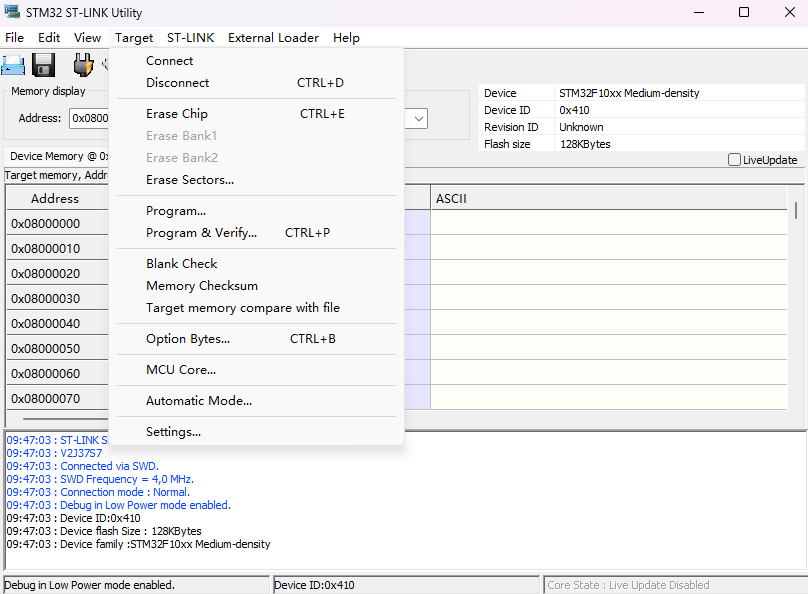 STM32 ST-LINK Utility
File Edit View Target ST-LINK External Loader Help
Connect
Disconnect CTRL+D
Erase Chip CTRL+E
Erase Bank1
Erase Bank2
Erase Sectors...
Program...
Program & Verify... CTRL+P
Blank Check
Memory Checksum
Target memory compare with file
Option Bytes... CTRL+B
MCU Core...
Automatic Mode...
Settings...
Memory display
Address: 0x0800
Device STM32F10xx Medium-density
Device ID 0x410
Revision ID Unknown
Flash size 128KBytes
LiveUpdate
Device Memory @ 0x
Target memory, Addr
Address ASCII
0x08000000
0x08000010
0x08000020
0x08000030
0x08000040
0x08000050
0x08000060
0x08000070
09:47:03 : ST-LINK S
09:47:03 : V2J37S7
09:47:03 : Connected via SWD.
09:47:03 : SWD Frequency = 4,0 MHz.
09:47:03 : Connection mode : Normal.
09:47:03 : Debug in Low Power mode enabled.
09:47:03 : Device ID:0x410
09:47:03 : Device flash Size : 128KBytes
09:47:03 : Device family :STM32F10xx Medium-density
Debug in Low Power mode enabled. Device ID:0x410 Core State : Live Update Disabled